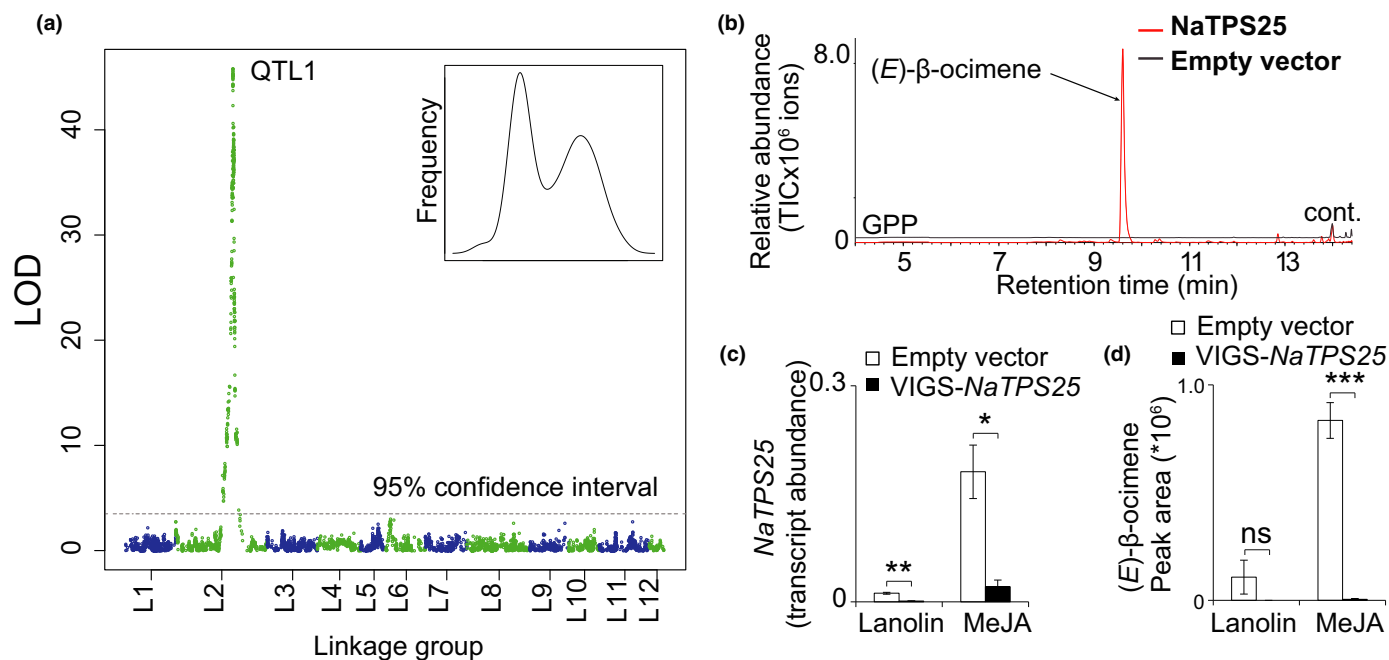 (a)
LOD
0
10
20
30
40
QTL1
Frequency
95% confidence interval
L1
L2
L3
L4
L5
L6
L7
L8
L9
L10
L11
L12
Linkage group
(b)
NaTPS25
Empty vector
(E)-β-ocimene
Relative abundance
(TICx10⁶ ions)
8.0
0
GPP
cont.
5
7
9
11
13
Retention time (min)
(c)
Empty vector
VIGS-NaTPS25
NaTPS25
(transcript abundance)
0.3
0
**
*
Lanolin
MeJA
(d)
Empty vector
VIGS-NaTPS25
(E)-β-ocimene
Peak area (*10⁶)
1.0
0
ns
***
Lanolin
MeJA